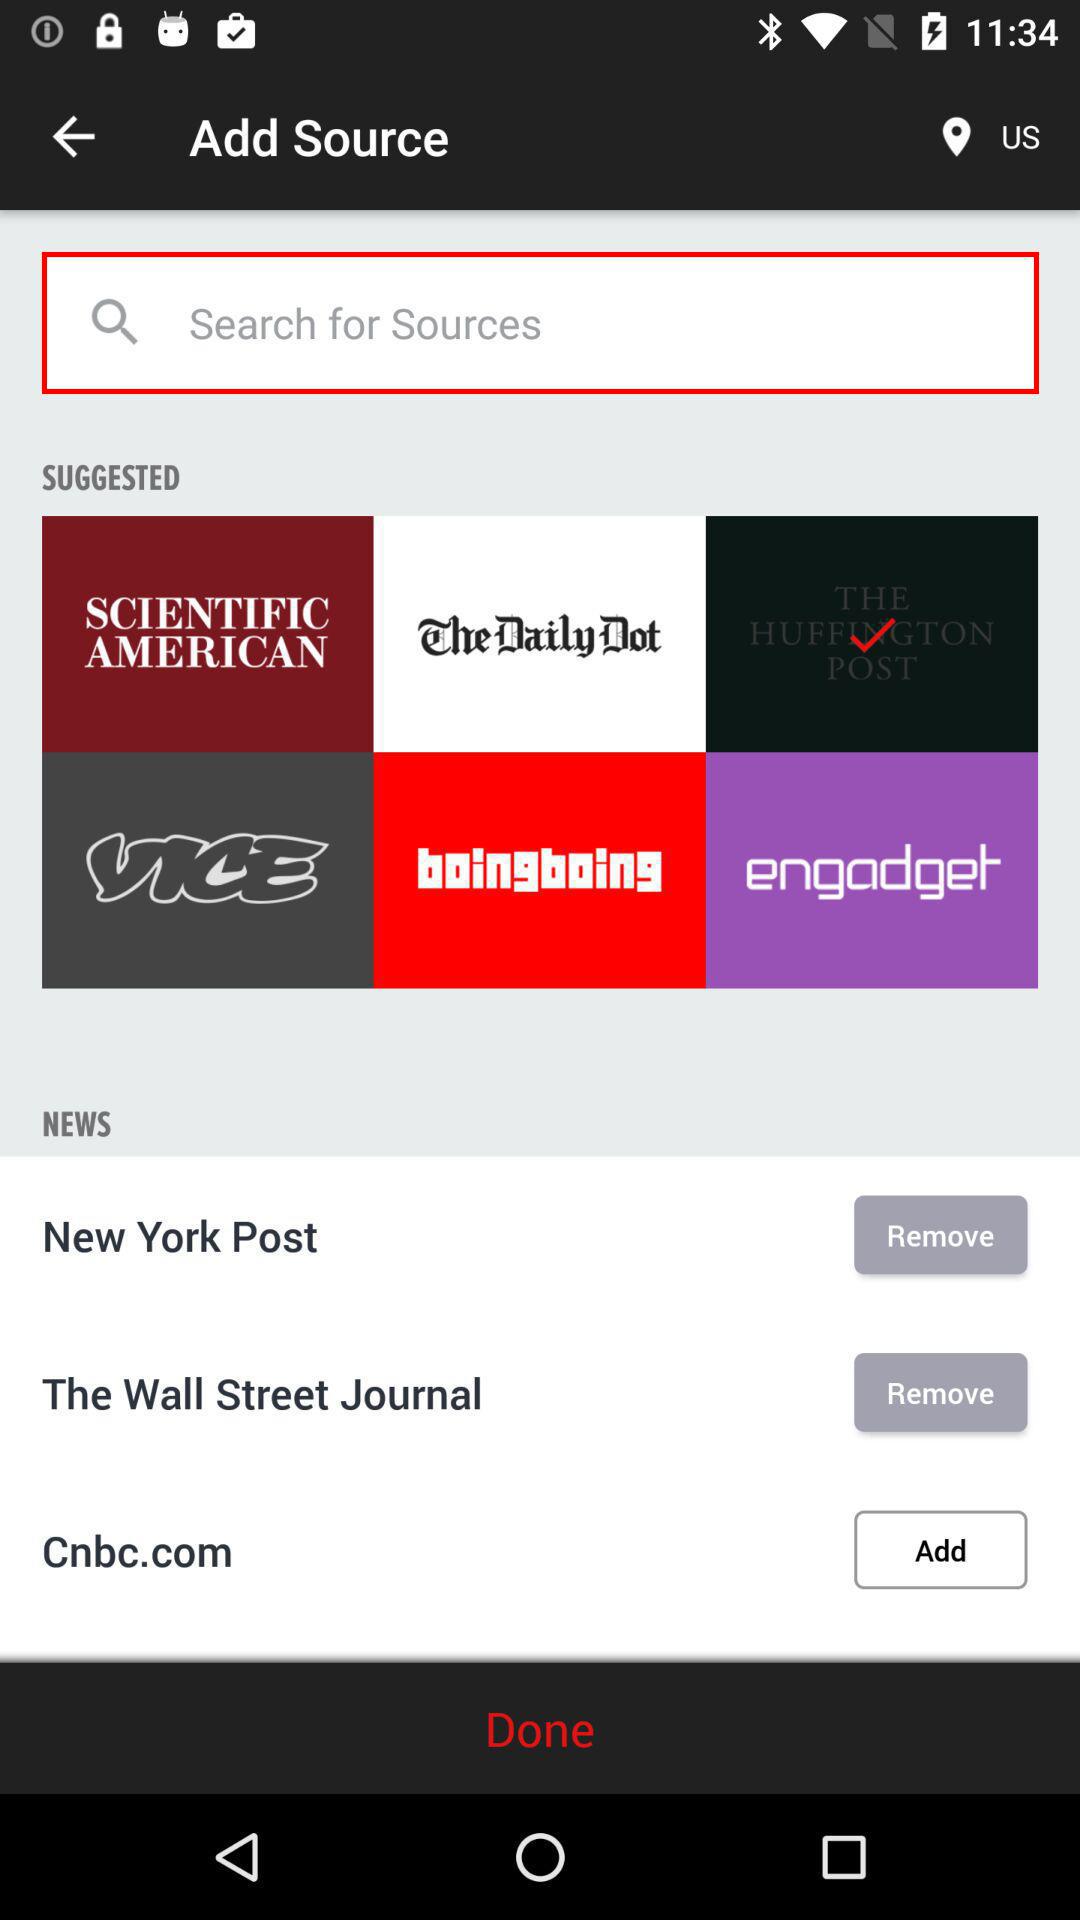 11:34
Add Source
US
Search for Sources
SUGGESTED
SCIENTIFIC
AMERICAN
The Daily Dot
THE
HUFFINGTON
POST
VICE
boingboing
engadget
NEWS
New York Post
Remove
The Wall Street Journal
Remove
Cnbc.com
Add
Done